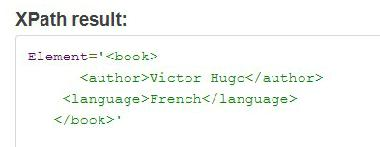 XPath result:
Element='<book>
<author>Victor Hugo</author>
<language>French</language>
</book>'